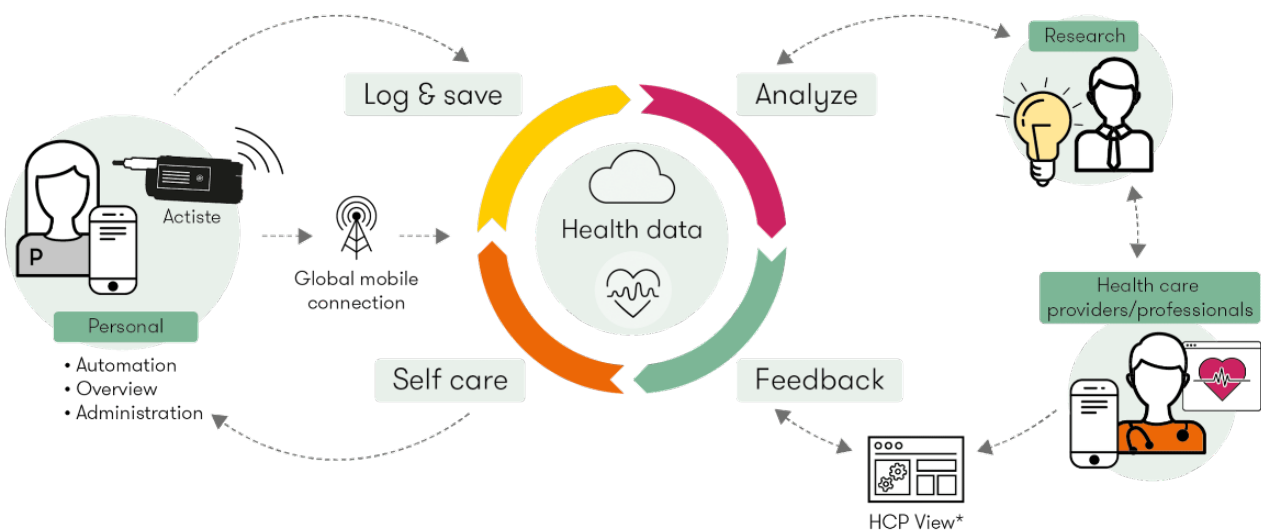 Research
Log & save
Analyze
Actiste
P
Health data
Global mobile
connection
Health care
providers/professionals
Personal
• Automation
• Overview
• Administration
Self care
Feedback
HCP View*